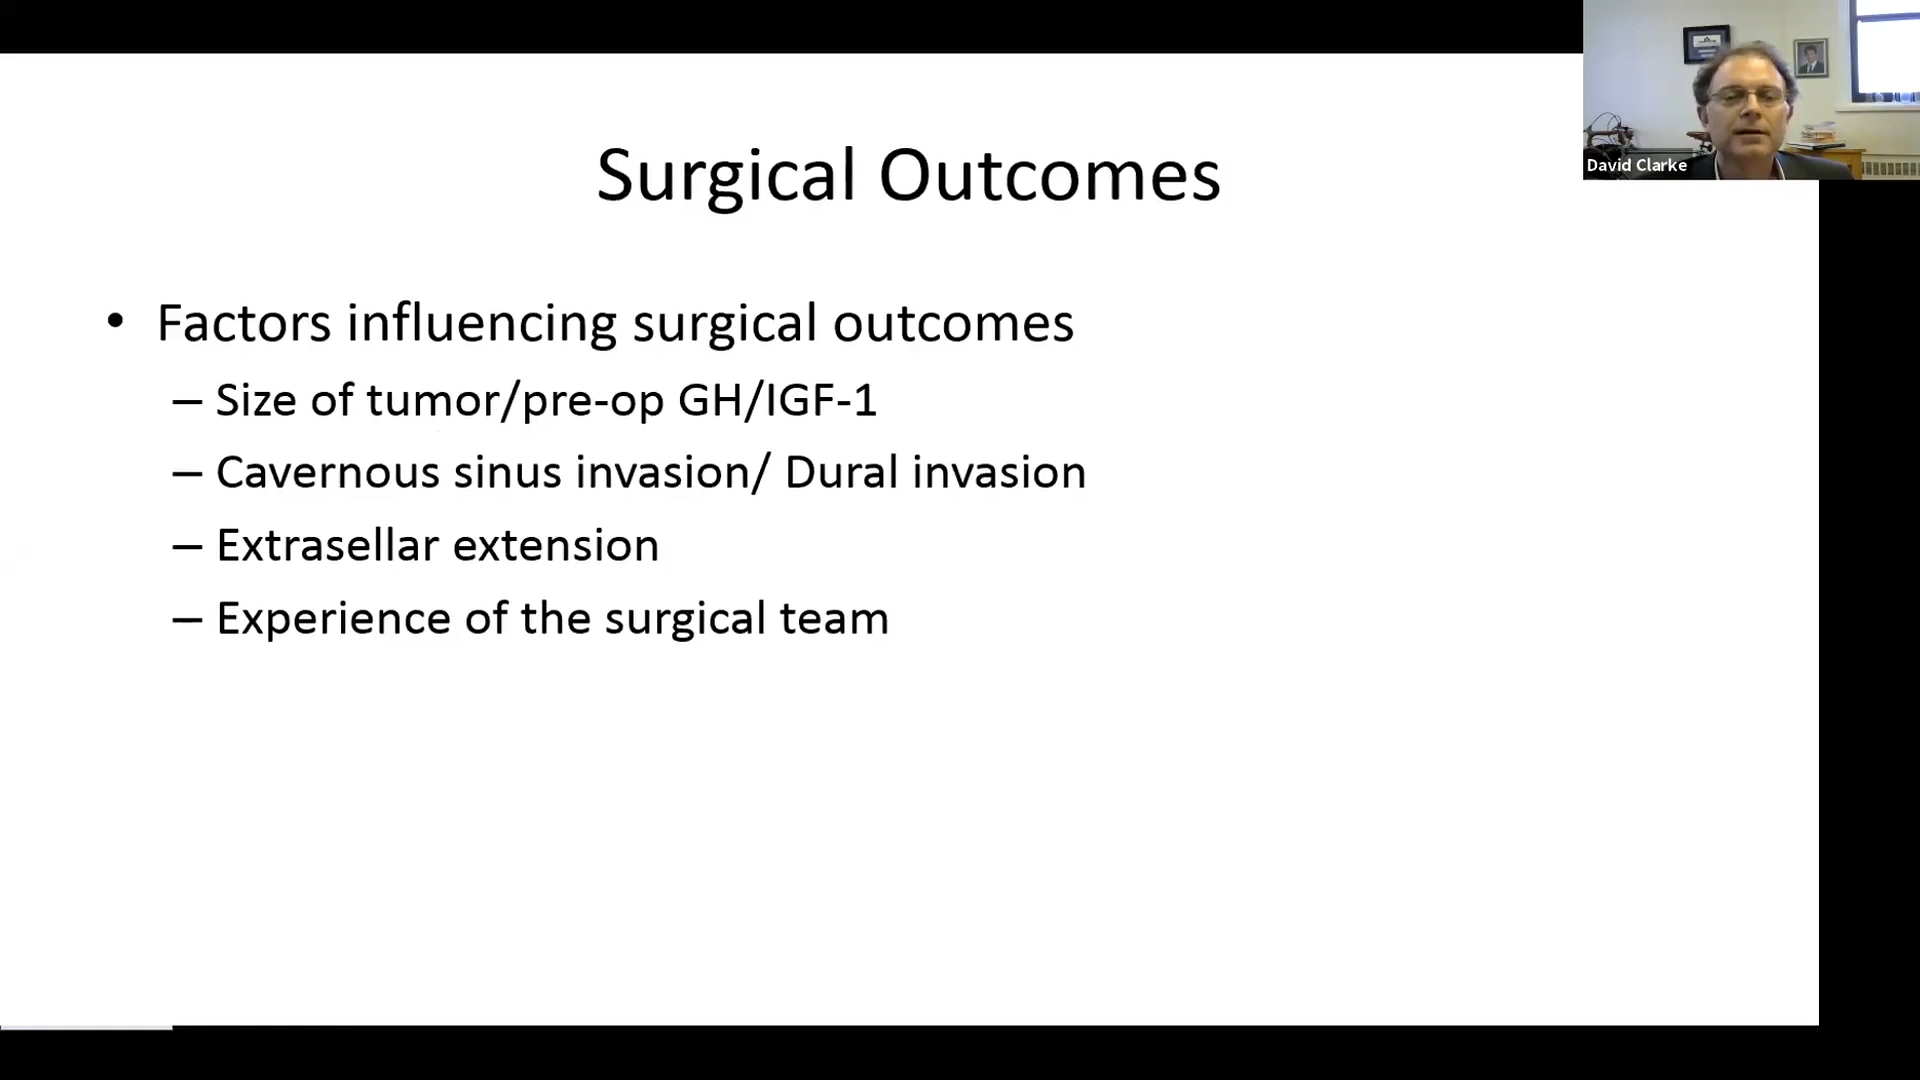 Surgical Outcomes
• Factors influencing surgical outcomes
– Size of tumor/pre-op GH/IGF-1
– Cavernous sinus invasion/ Dural invasion
– Extrasellar extension
– Experience of the surgical team
David Clarke